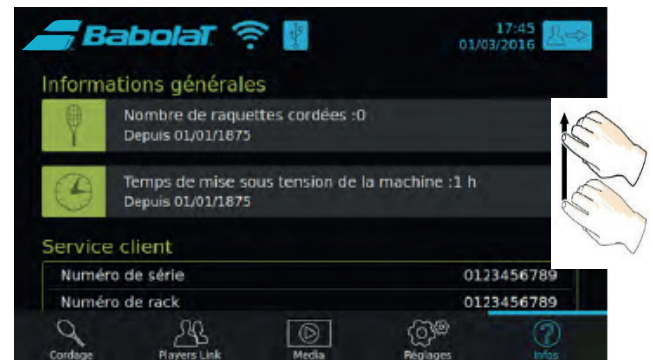 BabolaT
17:45
01/03/2016
Informations générales
Nombre de raquettes cordées :0
Depuis 01/01/1875
Temps de mise sous tension de la machine :1 h
Depuis 01/01/1875
Service client
Numéro de série 0123456789
Numéro de rack 0123456789
Cordage Players Link Media Réglages Infos